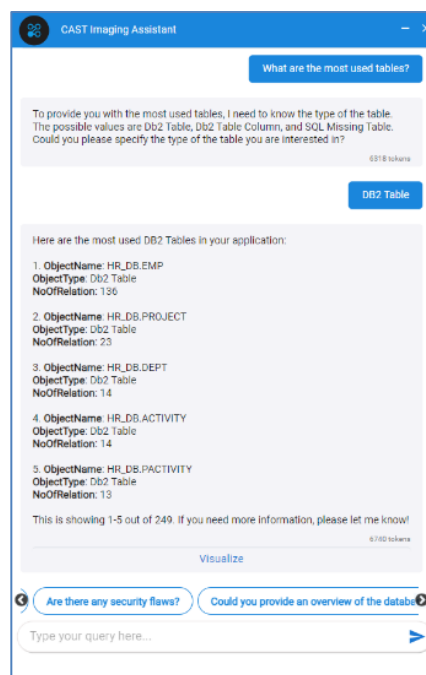 CAST Imaging Assistant
What are the most used tables?
To provide you with the most used tables, I need to know the type of the table.
The possible values are Db2 Table, Db2 Table Column, and SQL Missing Table.
Could you please specify the type of the table you are interested in?
6918 tokens
DB2 Table
Here are the most used DB2 Tables in your application:
1. ObjectName: HR_DB.EMP
ObjectType: Db2 Table
NoOfRelation: 136
2. ObjectName: HR_DB.PROJECT
ObjectType: Db2 Table
NoOfRelation: 23
3. ObjectName: HR_DB.DEPT
ObjectType: Db2 Table
NoOfRelation: 14
4. ObjectName: HR_DB.ACTIVITY
ObjectType: Db2 Table
NoOfRelation: 14
5. ObjectName: HR_DB.PACTIVITY
ObjectType: Db2 Table
NoOfRelation: 13
This is showing 1-5 out of 249. If you need more information, please let me know!
6740 tokens
Visualize
Are there any security flaws?
Could you provide an overview of the databa
Type your query here...